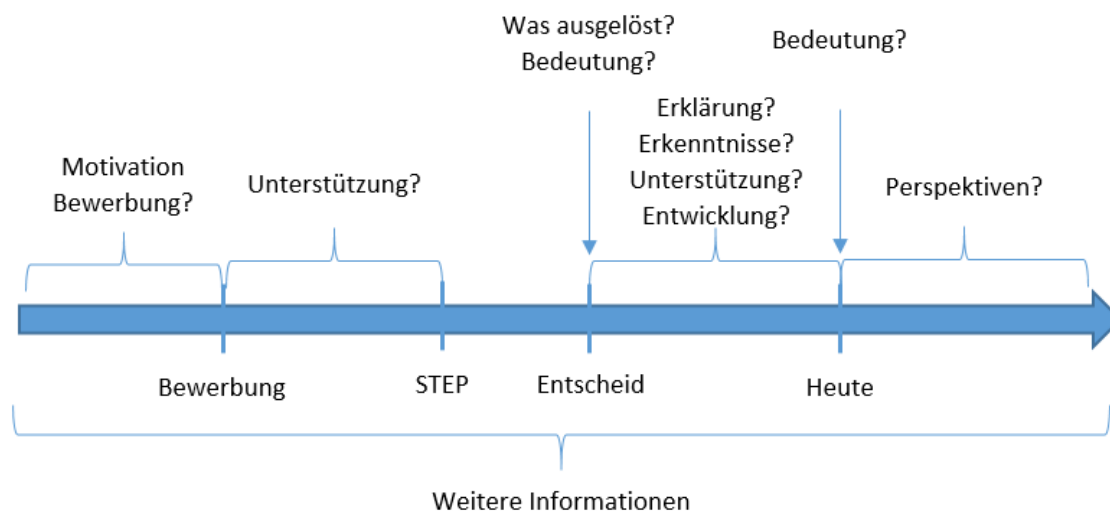 Was ausgelöst?
Bedeutung?
Bedeutung?
Erklärung?
Erkenntnisse?
Unterstützung?
Entwicklung?
Motivation
Bewerbung?
Unterstützung?
Perspektiven?
Bewerbung
STEP
Entscheid
Heute
Weitere Informationen